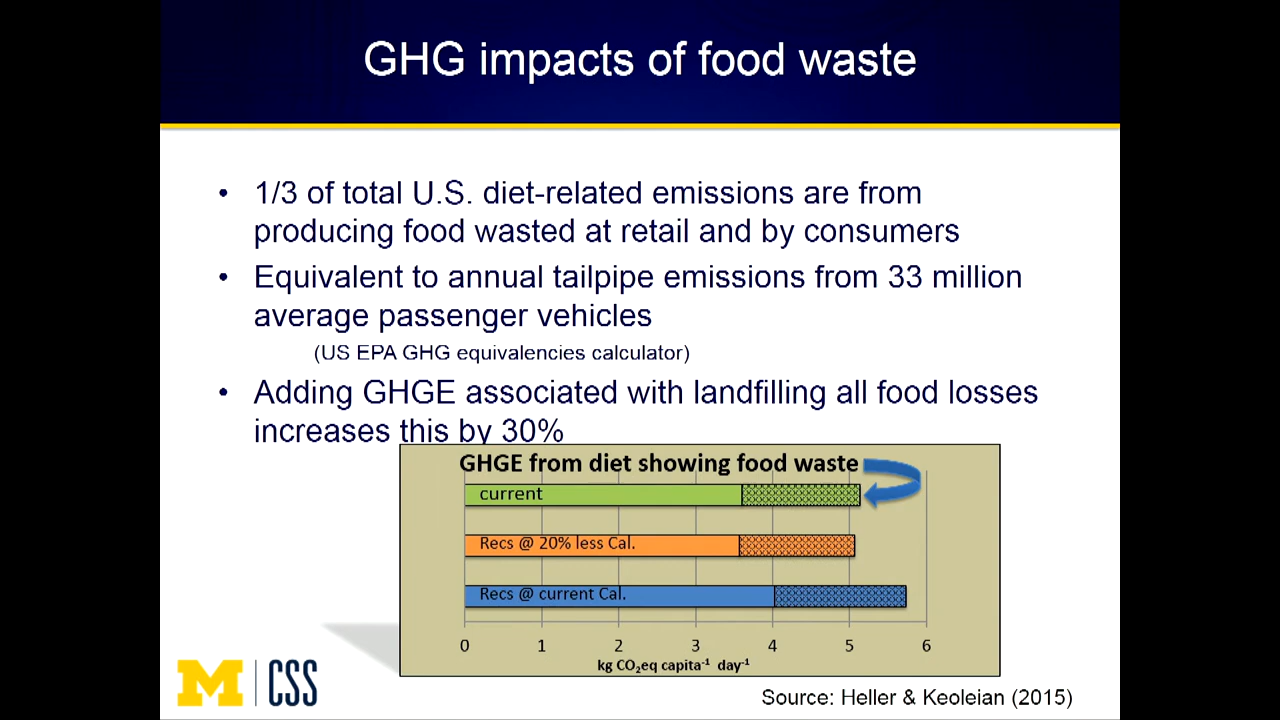 GHG impacts of food waste
• 1/3 of total U.S. diet-related emissions are from
producing food wasted at retail and by consumers
• Equivalent to annual tailpipe emissions from 33 million
average passenger vehicles
(US EPA GHG equivalencies calculator)
• Adding GHGE associated with landfilling all food losses
increases this by 30%
GHGE from diet showing food waste
current
Recs @ 20% less Cal.
Recs @ current Cal.
0 1 2 3 4 5 6
kg CO₂eq capita⁻¹ day⁻¹
M CSS
Source: Heller & Keoleian (2015)